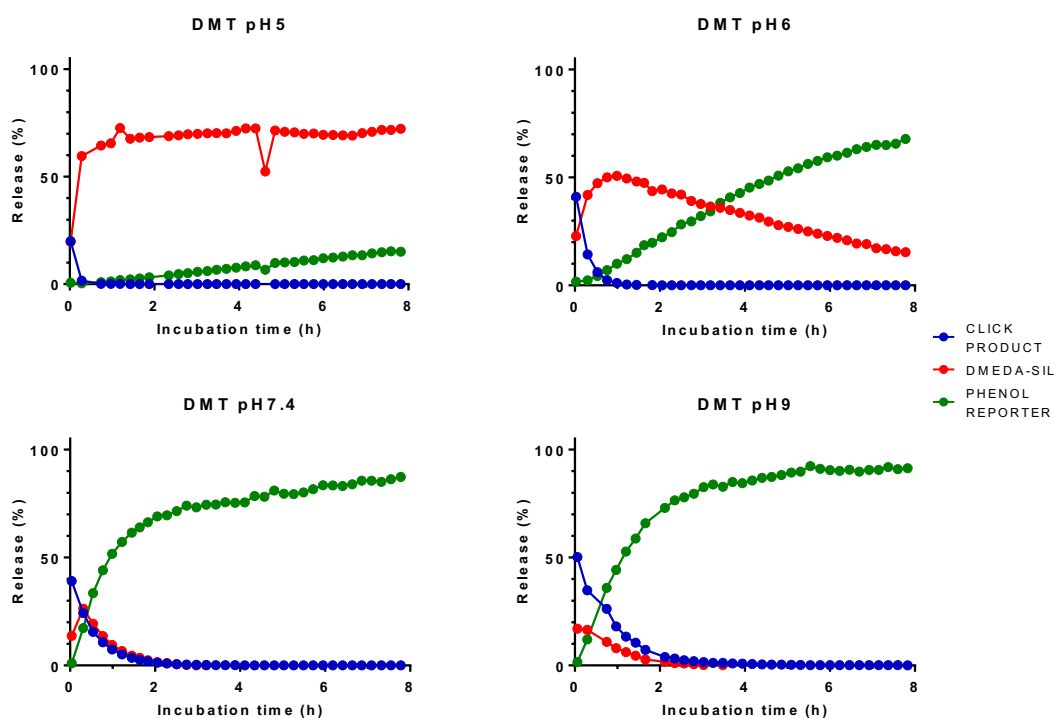 DMT pH5
100
50
0
Release (%)
0 2 4 6 8
Incubation time (h)
DMT pH6
100
50
0
Release (%)
0 2 4 6 8
Incubation time (h)
CLICK
PRODUCT
DMEDA-SIL
PHENOL
REPORTER
DMT pH7.4
100
50
0
Release (%)
0 2 4 6 8
Incubation time (h)
DMT pH9
100
50
0
Release (%)
0 2 4 6 8
Incubation time (h)